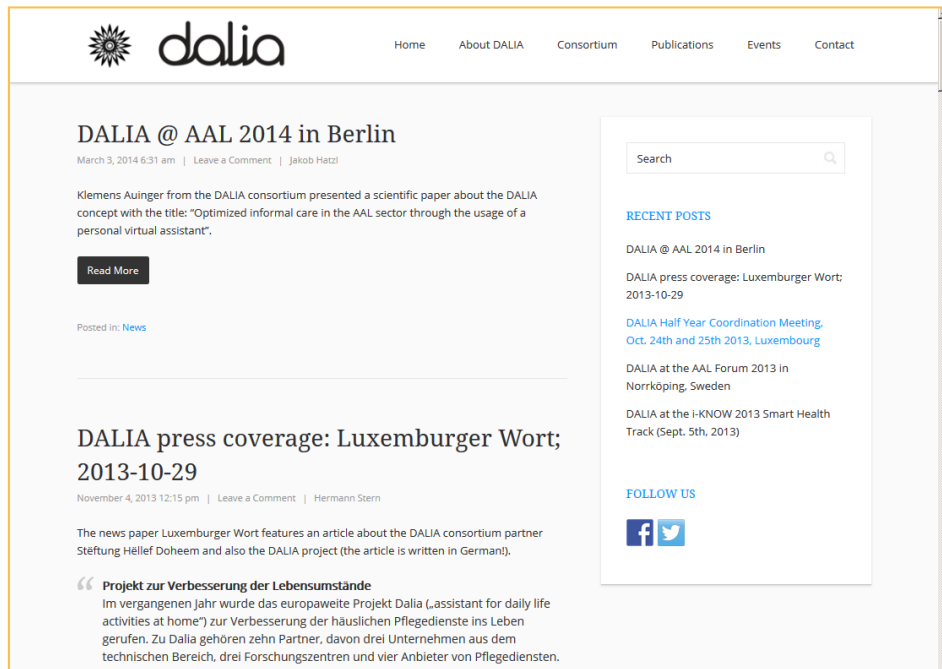 dalia
Home About DALIA Consortium Publications Events Contact
DALIA @ AAL 2014 in Berlin
March 3, 2014 6:31 am | Leave a Comment | Jakob Hatzl
Klemens Auinger from the DALIA consortium presented a scientific paper about the DALIA
concept with the title: “Optimized informal care in the AAL sector through the usage of a
personal virtual assistant”.
Read More
Posted in: News
DALIA press coverage: Luxemburger Wort;
2013-10-29
November 4, 2013 12:15 pm | Leave a Comment | Hermann Stern
The news paper Luxemburger Wort features an article about the DALIA consortium partner
Stëftung Hëllef Doheem and also the DALIA project (the article is written in German!).
“ Projekt zur Verbesserung der Lebensumstände
Im vergangenen Jahr wurde das europaweite Projekt Dalia („assistant for daily life
activities at home“) zur Verbesserung der häuslichen Pflegedienste ins Leben
gerufen. Zu Dalia gehören zehn Partner, davon drei Unternehmen aus dem
technischen Bereich, drei Forschungszentren und vier Anbieter von Pflegediensten.
Search
RECENT POSTS
DALIA @ AAL 2014 in Berlin
DALIA press coverage: Luxemburger Wort;
2013-10-29
DALIA Half Year Coordination Meeting,
Oct. 24th and 25th 2013, Luxembourg
DALIA at the AAL Forum 2013 in
Norrköping, Sweden
DALIA at the i-KNOW 2013 Smart Health
Track (Sept. 5th, 2013)
FOLLOW US